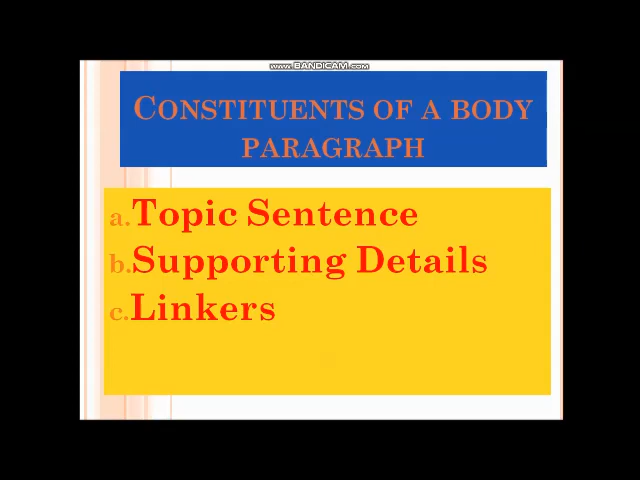 www.BANDICAM.com
CONSTITUENTS OF A BODY
PARAGRAPH
a.Topic Sentence
b.Supporting Details
c.Linkers